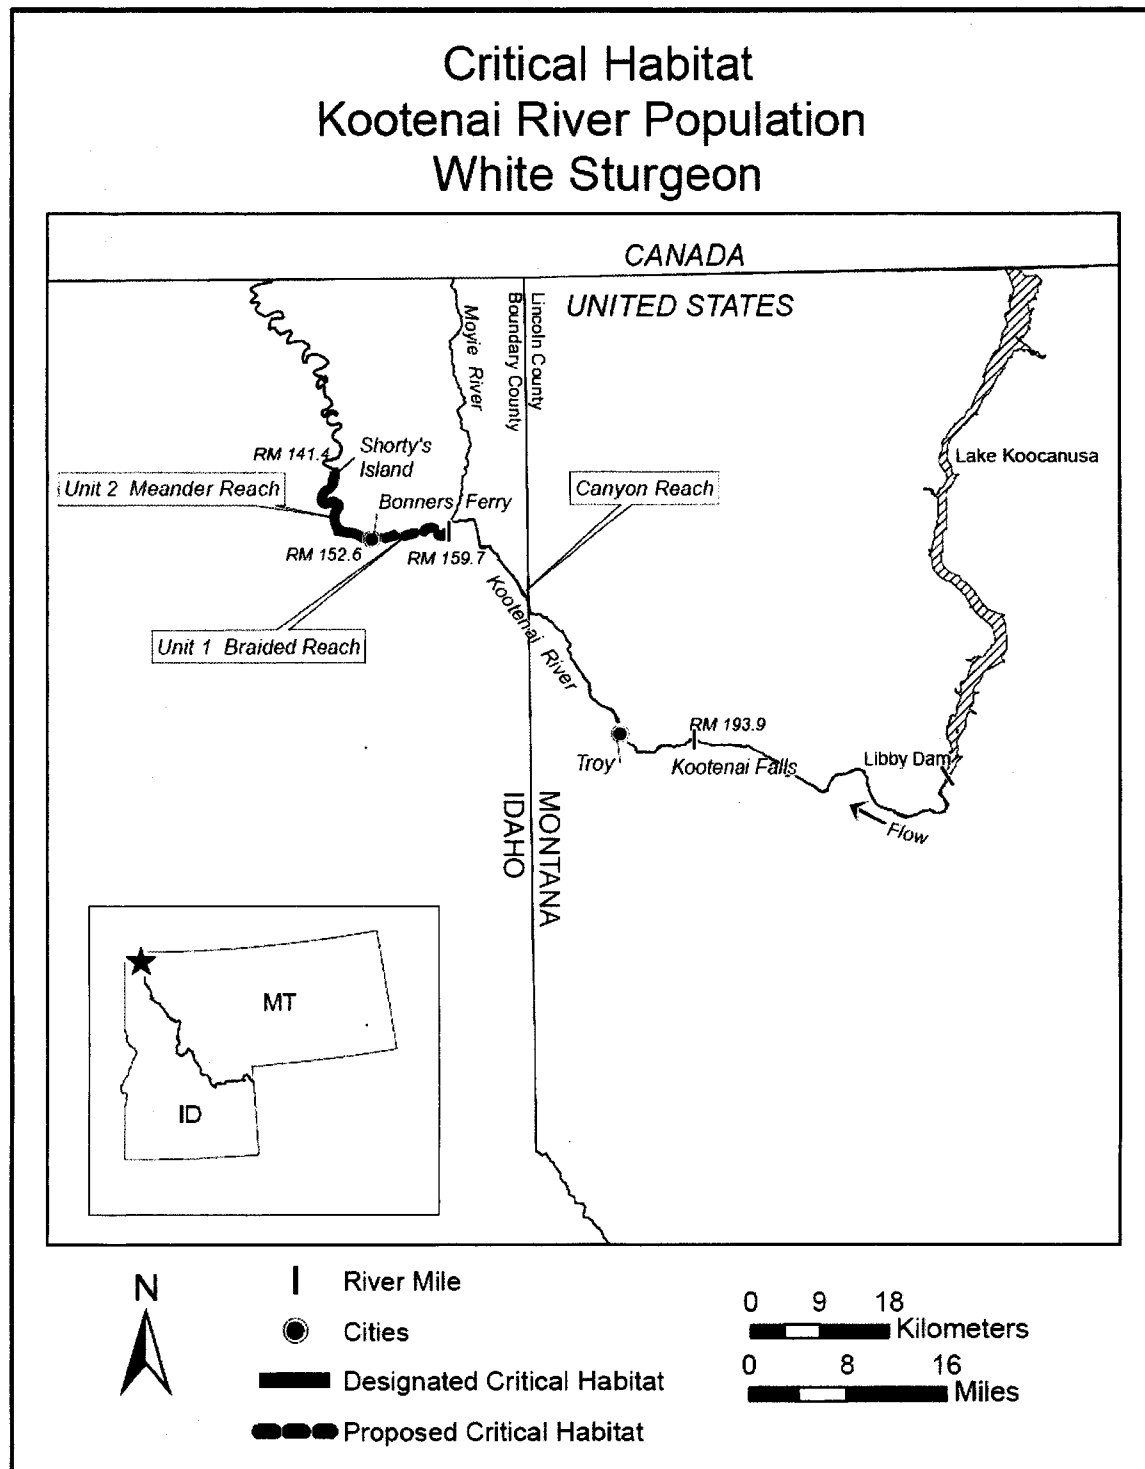 Critical Habitat
Kootenai River Population
White Sturgeon
CANADA
UNITED STATES
Lincoln County
Boundary County
Moyie River
RM 141.4
Shorty's
Island
Unit 2 Meander Reach
Bonners Ferry
Canyon Reach
Lake Koocanusa
RM 152.6
RM 159.7
Kootenai River
Unit 1 Braided Reach
RM 193.9
Troy
Kootenai Falls
Libby Dam
Flow
MONTANA
IDAHO
MT
ID
N
River Mile
Cities
Designated Critical Habitat
Proposed Critical Habitat
0 9 18
Kilometers
0 8 16
Miles